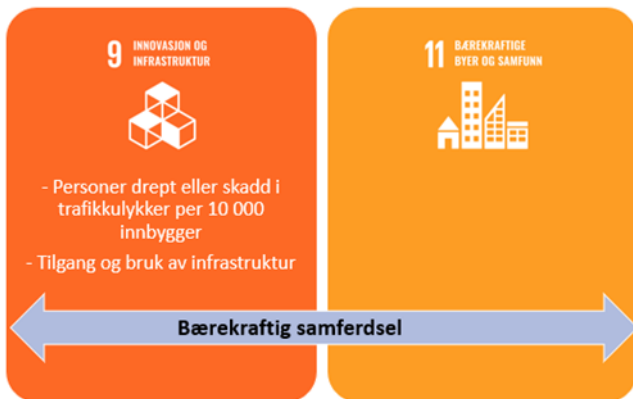 9 INNOVASJON OG
INFRASTRUKTUR
- Personer drept eller skadd i
trafikkulykker per 10 000
innbygger
- Tilgang og bruk av infrastruktur
11 BÆREKRAFTIGE
BYER OG SAMFUNN
Bærekraftig samferdsel